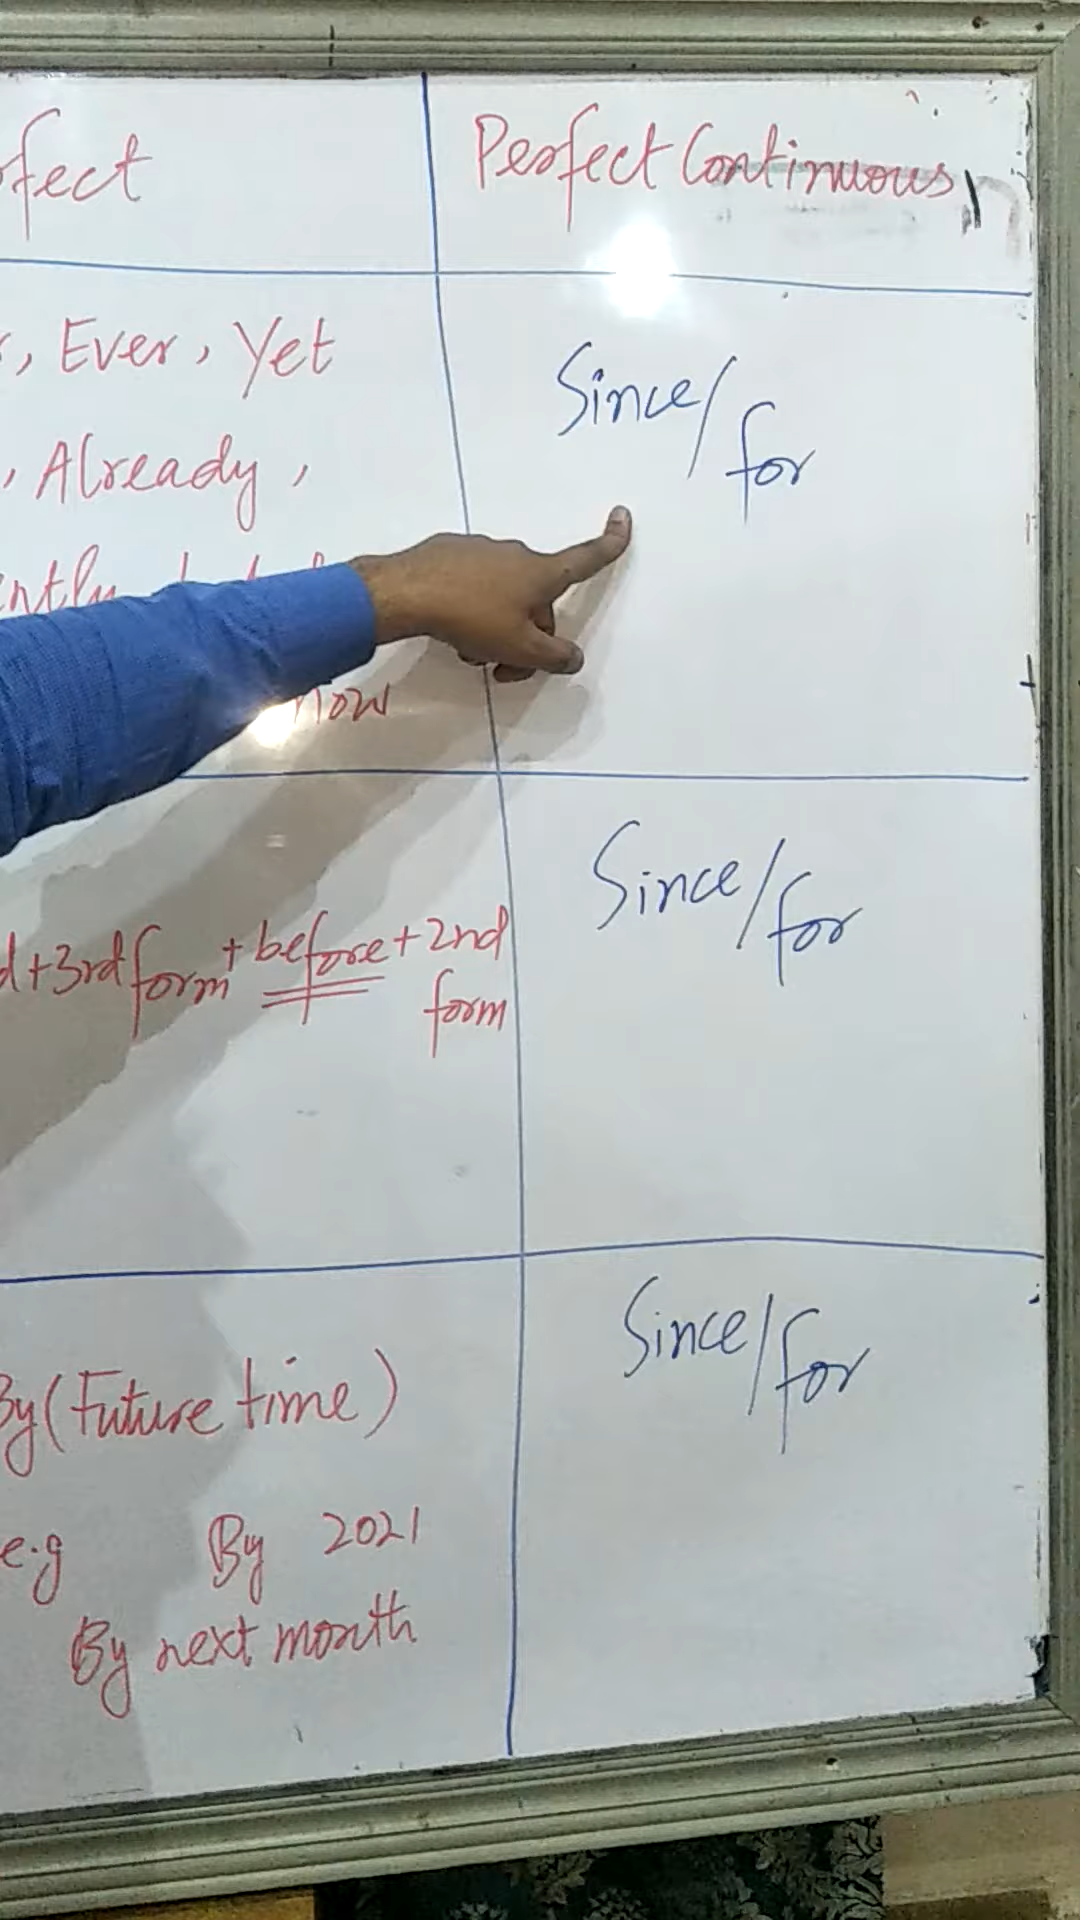 Perfect Continuous
, Ever, Yet
, Already,
now
Since/for
+3rd form + before + 2nd
form
Since/for
By (Future time)
e.g By 2021
By next month
Since/for